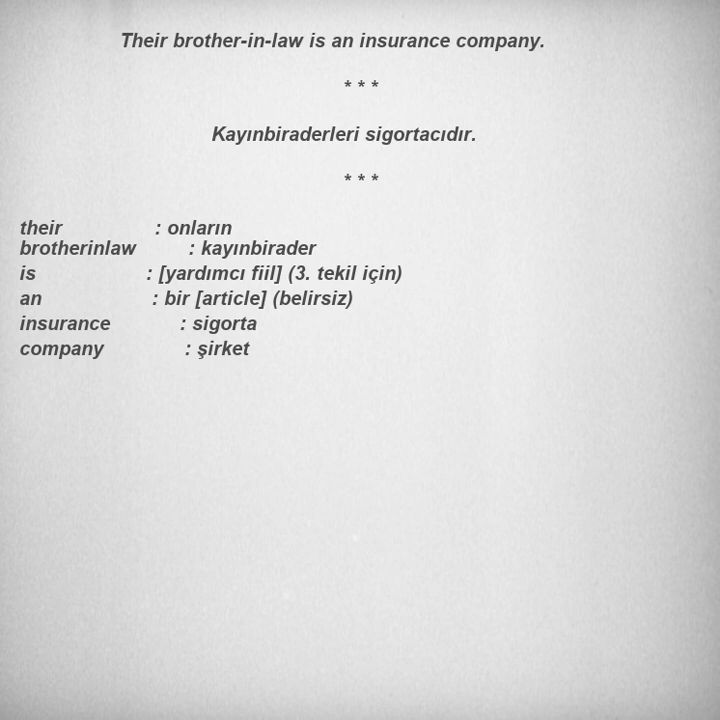 Their brother-in-law is an insurance company.
* * *
Kayınbiraderleri sigortacıdır.
* * *
their : onların
brotherinlaw : kayınbirader
is : [yardımcı fiil] (3. tekil için)
an : bir [article] (belirsiz)
insurance : sigorta
company : şirket